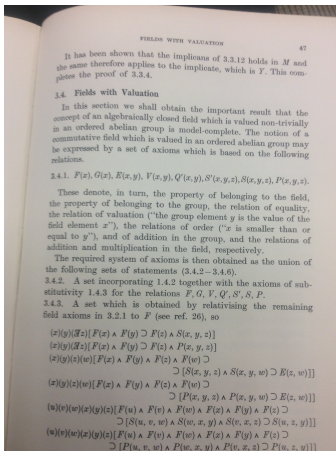 FIELDS WITH VALUATION 47
It has been shown that the implicans of 3.3.12 holds in M and
the same therefore applies to the implicate, which is Y. This com-
pletes the proof of 3.3.4.
3.4. Fields with Valuation
In this section we shall obtain the important result that the
concept of an algebraically closed field which is valued non-trivially
in an ordered abelian group is model-complete. The notion of a
commutative field which is valued in an ordered abelian group may
be expressed by a set of axioms which is based on the following
relations.
3.4.1. F(x), G(x), E(x, y), V(x, y), Q'(x, y), S'(x, y, z), S(x, y, z), P(x, y, z).
These denote, in turn, the property of belonging to the field,
the property of belonging to the group, the relation of equality,
the relation of valuation ("the group element y is the value of the
field element x"), the relations of order ("x is smaller than or
equal to y"), and of addition in the group, and the relations of
addition and multiplication in the field, respectively.
The required system of axioms is then obtained as the union of
the following sets of statements (3.4.2–3.4.6).
3.4.2. A set incorporating 1.4.2 together with the axioms of sub-
stitutivity 1.4.3 for the relations F, G, V, Q', S', S, P.
3.4.3. A set which is obtained by relativising the remaining
field axioms in 3.2.1 to F (see ref. 26), so
(x)(y)(∃z)[F(x) ∧ F(y) ⊃ F(z) ∧ S(x, y, z)]
(x)(y)(∃z)[F(x) ∧ F(y) ⊃ F(z) ∧ P(x, y, z)]
(x)(y)(z)(w)[F(x) ∧ F(y) ∧ F(z) ∧ F(w) ⊃
⊃ [S(x, y, z) ∧ S(x, y, w) ⊃ E(z, w)]]
(x)(y)(z)(w)[F(x) ∧ F(y) ∧ F(z) ∧ F(w) ⊃
⊃ [P(x, y, z) ∧ P(x, y, w) ⊃ E(z, w)]]
(u)(v)(w)(x)(y)(z)[F(u) ∧ F(v) ∧ F(w) ∧ F(x) ∧ F(y) ∧ F(z) ⊃
⊃ [S(u, v, w) ∧ S(w, x, y) ∧ S(v, x, z) ⊃ S(u, z, y)]]
(u)(v)(w)(x)(y)(z)[F(u) ∧ F(v) ∧ F(w) ∧ F(x) ∧ F(y) ∧ F(z) ⊃
⊃ [P(u, v, w) ∧ P(w, x, y) ∧ P(v, x, z) ⊃ P(u, z, y)]]